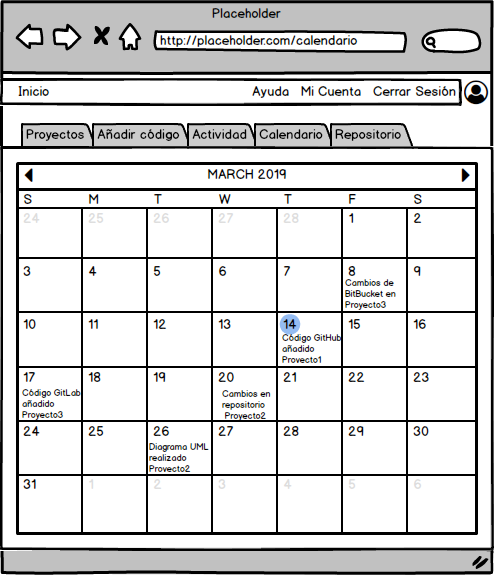 Placeholder
http://placeholder.com/calendario
Inicio Ayuda Mi Cuenta Cerrar Sesión
Proyectos Añadir código Actividad Calendario Repositorio
MARCH 2019
S M T W T F S
24 25 26 27 28 1 2
3 4 5 6 7 8 9
Cambios de
BitBucket en
Proyecto3
10 11 12 13 14 15 16
Código GitHub
añadido
Proyecto1
17 18 19 20 21 22 23
Código GitLab
añadido
Proyecto3
Cambios en
repositorio
Proyecto2
24 25 26 27 28 29 30
Diagrama UML
realizado
Proyecto2
31 1 2 3 4 5 6